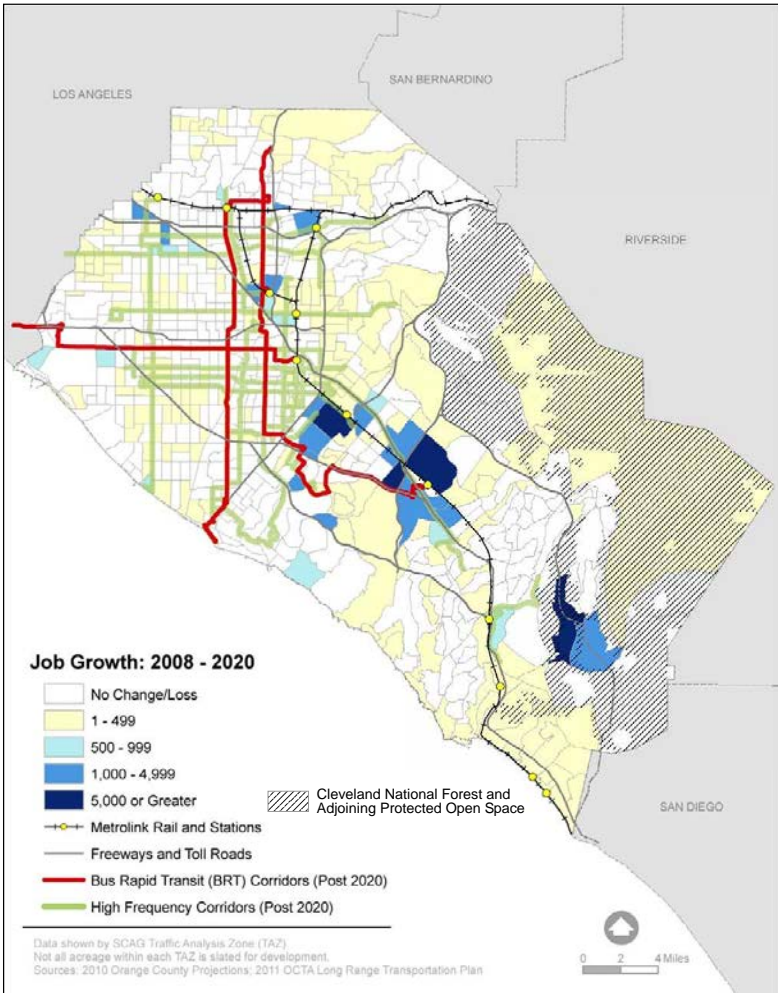 LOS ANGELES
SAN BERNARDINO
RIVERSIDE
SAN DIEGO
Job Growth: 2008 - 2020
No Change/Loss
1 - 499
500 - 999
1,000 - 4,999
5,000 or Greater
Cleveland National Forest and
Adjoining Protected Open Space
Metrolink Rail and Stations
Freeways and Toll Roads
Bus Rapid Transit (BRT) Corridors (Post 2020)
High Frequency Corridors (Post 2020)
Data shown by SCAG Traffic Analysis Zone (TAZ)
Not all acreage within each TAZ is slated for development.
Sources: 2010 Orange County Projections; 2011 OCTA Long Range Transportation Plan
0 2 4 Miles